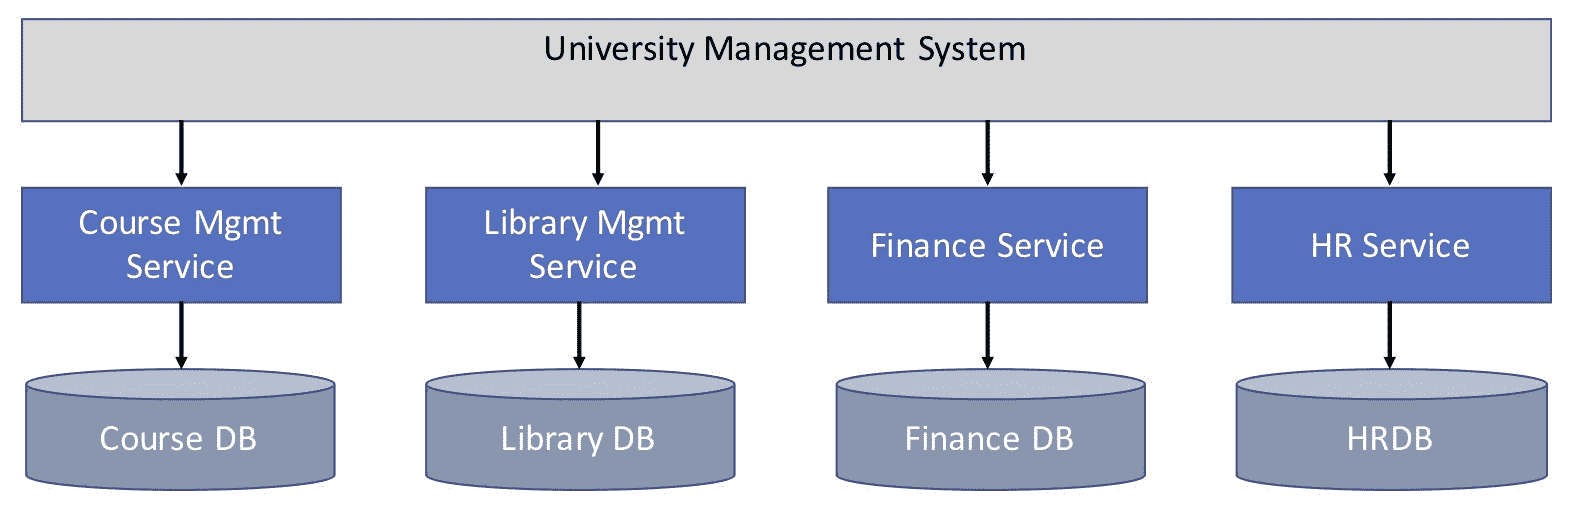 University Management System
Course Mgmt
Service
Library Mgmt
Service
Finance Service
HR Service
Course DB
Library DB
Finance DB
HRDB